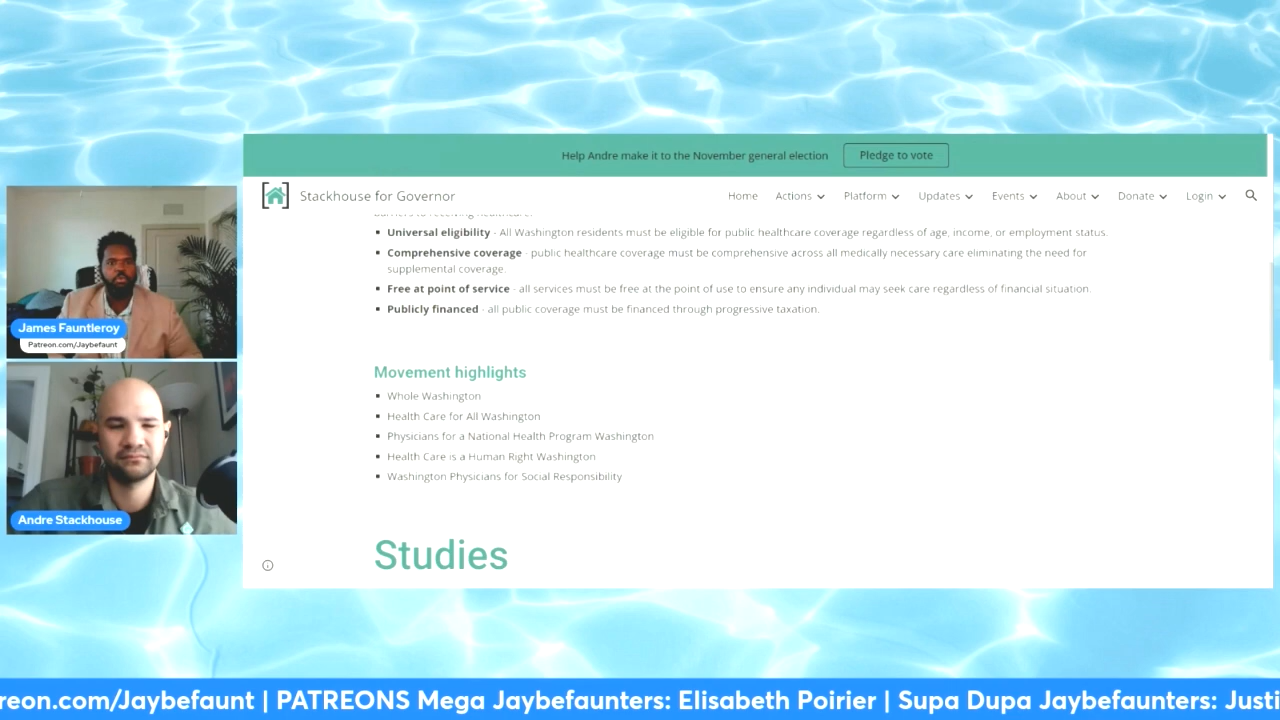 Help Andre make it to the November general election
Pledge to vote
Stackhouse for Governor
Home
Actions
Platform
Updates
Events
About
Donate
Login
barriers to receiving healthcare.
Universal eligibility - All Washington residents must be eligible for public healthcare coverage regardless of age, income, or employment status.
Comprehensive coverage - public healthcare coverage must be comprehensive across all medically necessary care eliminating the need for
supplemental coverage.
Free at point of service - all services must be free at the point of use to ensure any individual may seek care regardless of financial situation.
Publicly financed - all public coverage must be financed through progressive taxation.
Movement highlights
Whole Washington
Health Care for All Washington
Physicians for a National Health Program Washington
Health Care is a Human Right Washington
Washington Physicians for Social Responsibility
Studies
James Fauntleroy
Patreon.com/Jaybefaunt
Andre Stackhouse
reon.com/Jaybefaunt | PATREONS Mega Jaybefaunters: Elisabeth Poirier | Supa Dupa Jaybefaunters: Justi